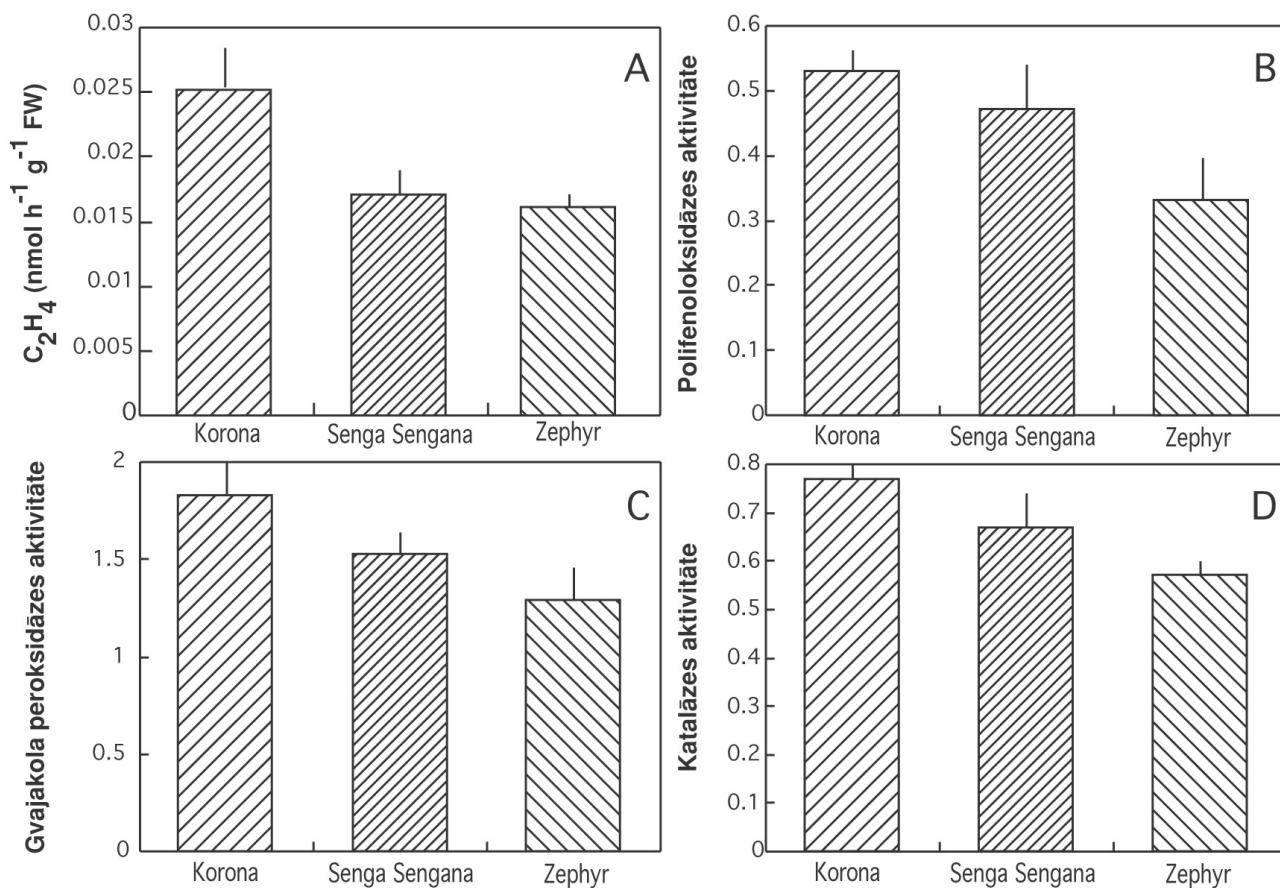 C2H4 (nmol h-1 g-1 FW)
0.03
0.025
0.02
0.015
0.01
0.005
0
A
Korona Senga Sengana Zephyr
Polifenoloksidāzes aktivitāte
0.6
0.5
0.4
0.3
0.2
0.1
0
B
Korona Senga Sengana Zephyr
Gvajakola peroksidāzes aktivitāte
2
1.5
1
0.5
0
C
Korona Senga Sengana Zephyr
Katalāzes aktivitāte
0.8
0.7
0.6
0.5
0.4
0.3
0.2
0.1
0
D
Korona Senga Sengana Zephyr